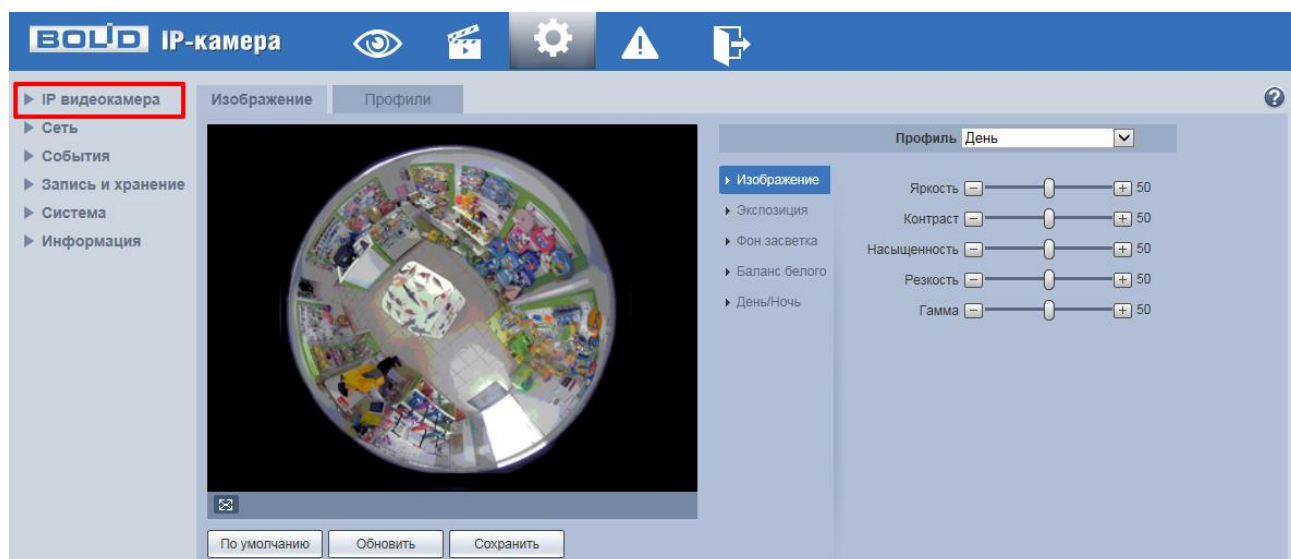 BOLID IP-камера
IP видеокамера
Сеть
События
Запись и хранение
Система
Информация
Изображение
Профили
Профиль День
Изображение
Экспозиция
Фон.засветка
Баланс белого
День/Ночь
Яркость 50
Контраст 50
Насыщенность 50
Резкость 50
Гамма 50
По умолчанию
Обновить
Сохранить